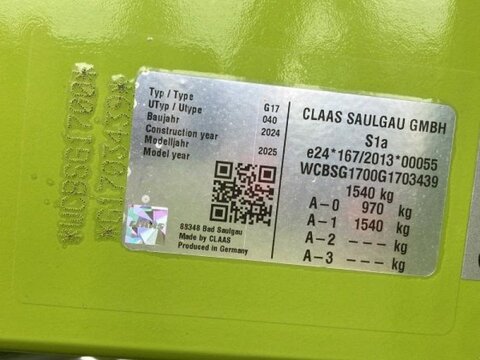 *WCBSG1700*
*G1703439*
Typ / Type G17
UTyp / Utype 040
Baujahr
Construction year 2024
Modelljahr
Model year 2025
88348 Bad Saulgau
Made by CLAAS
Produced in Germany
CLAAS SAULGAU GMBH
S1a
e24*167/2013*00055
WCBSG1700G1703439
1540 kg
A-0 970 kg
A-1 1540 kg
A-2 --- kg
A-3 --- kg